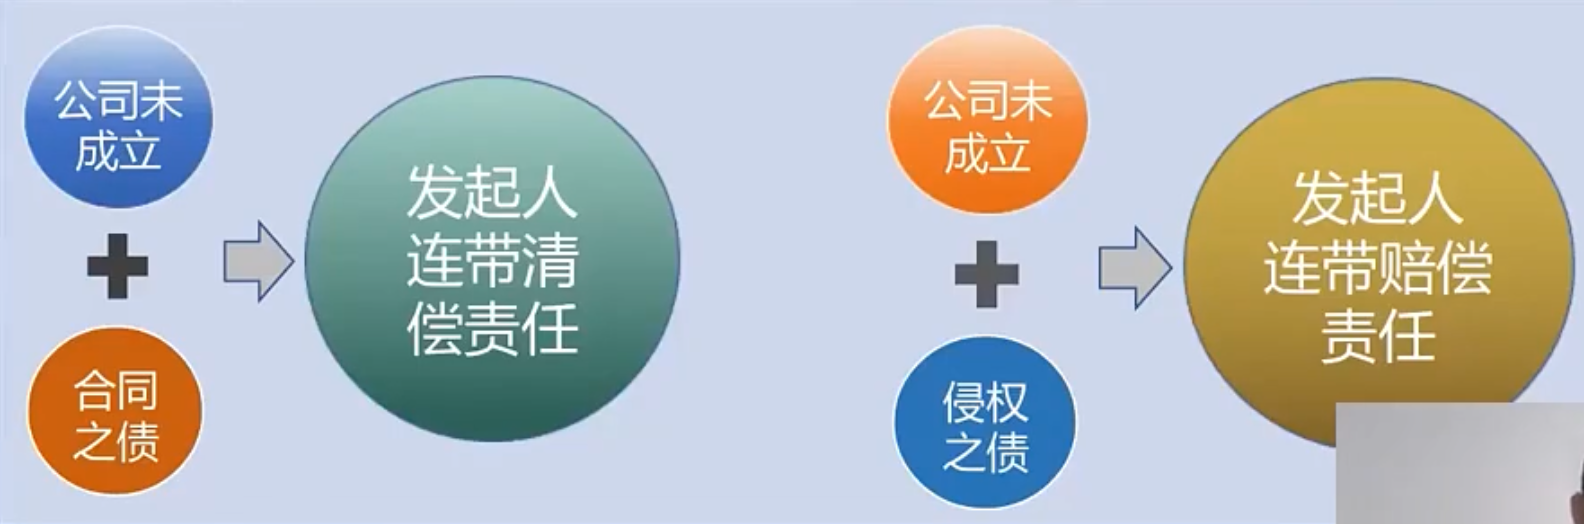 公司未
成立
合同
之债
发起人
连带清
偿责任
公司未
成立
侵权
之债
发起人
连带赔偿
责任